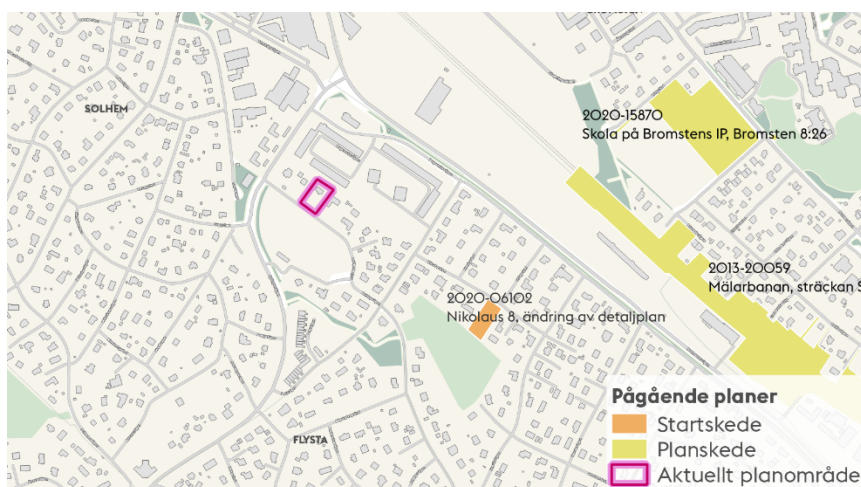 SOLHEM
2020-15870
Skola på Bromstens IP, Bromsten 8:26
2013-20059
Mälarbanan, sträckan S
2020-06102
Nikolaus 8, ändring av detaljplan
FLYSTA
Pågående planer
Startskede
Planskede
Aktuellt planområde